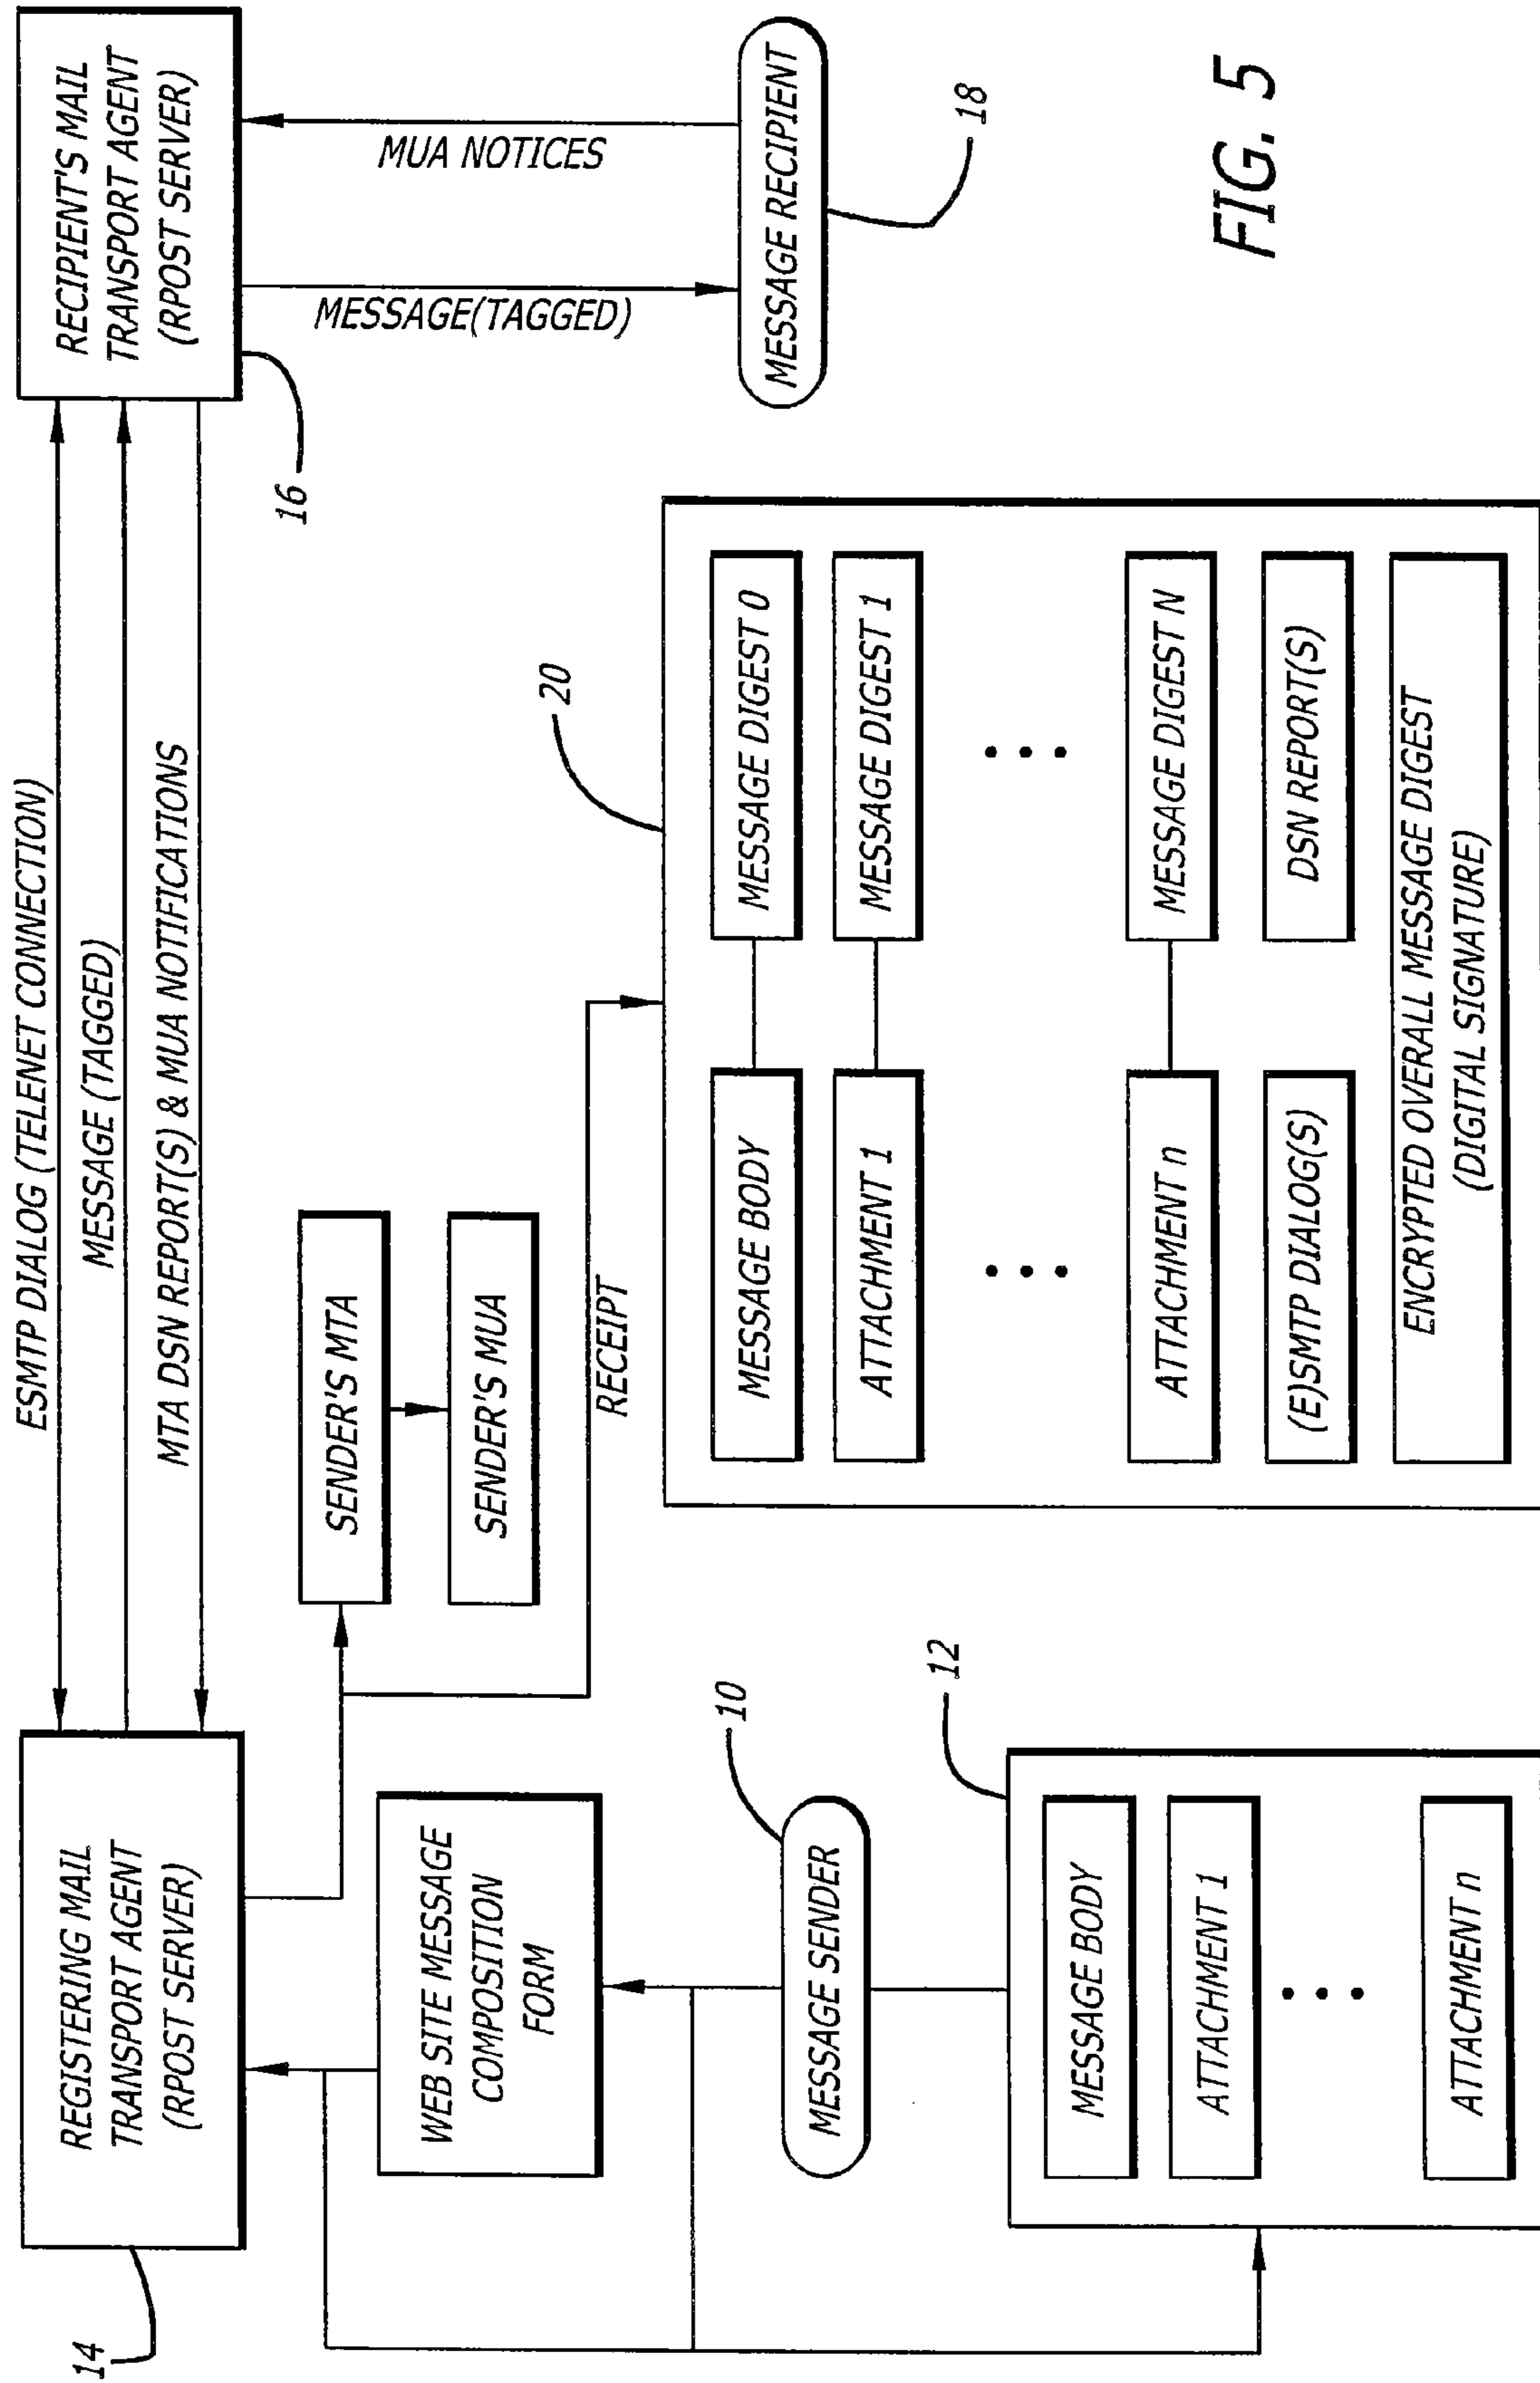 ESMTP DIALOG (TELENET CONNECTION)
MESSAGE (TAGGED)
MTA DSN REPORT(S) & MUA NOTIFICATIONS
14
REGISTERING MAIL
TRANSPORT AGENT
(RPOST SERVER)
RECIPIENT'S MAIL
TRANSPORT AGENT
(RPOST SERVER)
16
SENDER'S MTA
SENDER'S MUA
RECEIPT
MESSAGE(TAGGED)
MUA NOTICES
WEB SITE MESSAGE
COMPOSITION
FORM
10
MESSAGE SENDER
MESSAGE RECIPIENT
18
12
MESSAGE BODY
ATTACHMENT 1
ATTACHMENT n
20
MESSAGE BODY
MESSAGE DIGEST 0
ATTACHMENT 1
MESSAGE DIGEST 1
ATTACHMENT n
MESSAGE DIGEST N
(E)SMTP DIALOG(S)
DSN REPORT(S)
ENCRYPTED OVERALL MESSAGE DIGEST
(DIGITAL SIGNATURE)
FIG. 5